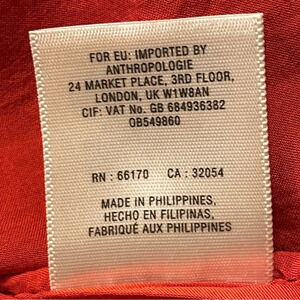 FOR EU: IMPORTED BY
ANTHROPOLOGIE
24 MARKET PLACE, 3RD FLOOR,
LONDON, UK W1W8AN
CIF: VAT No. GB 684936382
OB549860
RN : 66170 CA : 32054
MADE IN PHILIPPINES,
HECHO EN FILIPINAS,
FABRIQUÉ AUX PHILIPPINES